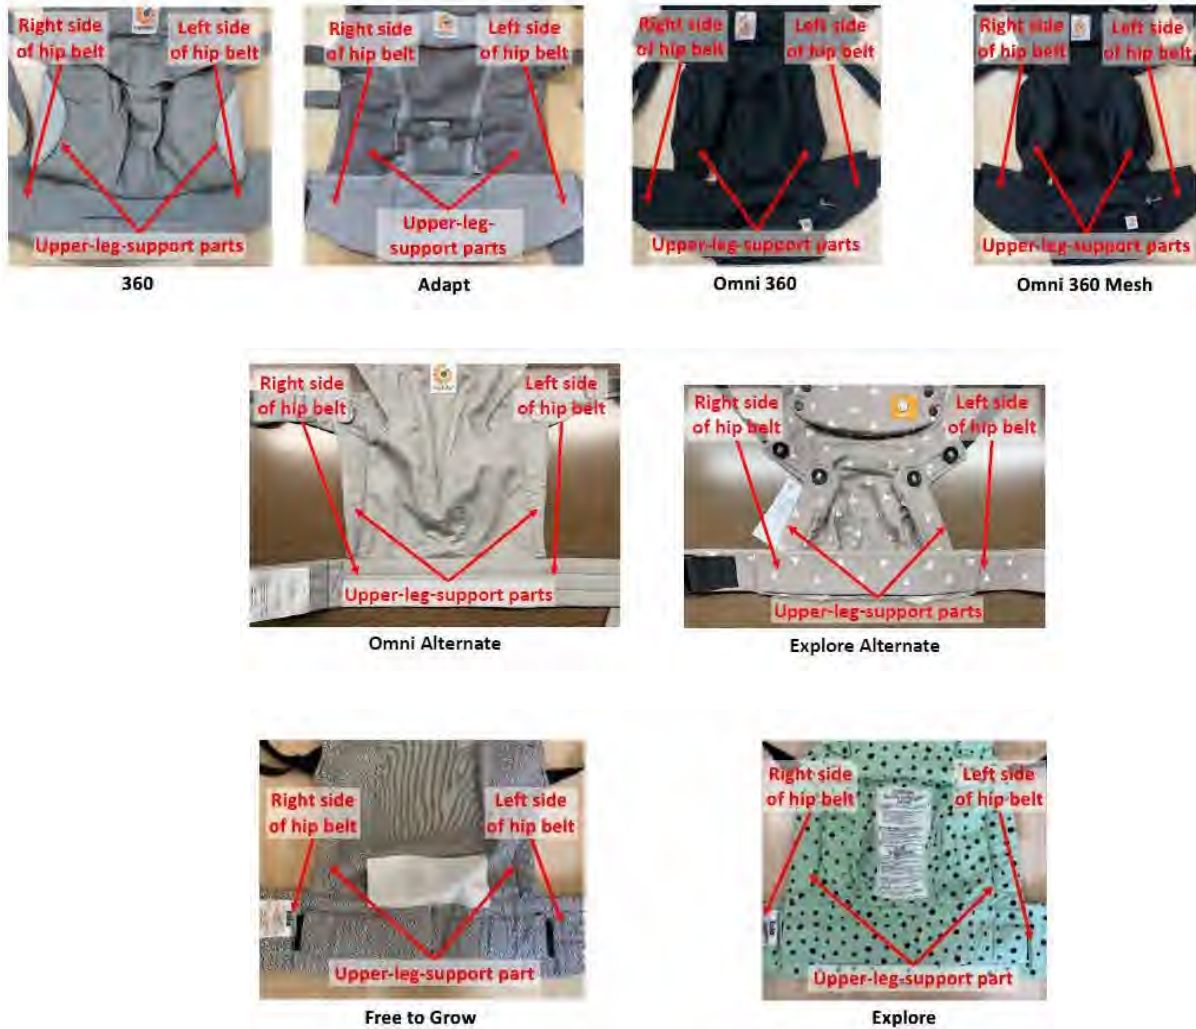 Right side
of hip belt
Left side
of hip belt
Upper-leg-support parts
360
Right side
of hip belt
Left side
of hip belt
Upper-leg-
support parts
Adapt
Right side
of hip belt
Left side
of hip belt
Upper-leg-support parts
Omni 360
Right side
of hip belt
Left side
of hip belt
Upper-leg-support parts
Omni 360 Mesh
Right side
of hip belt
Left side
of hip belt
Upper-leg-support parts
Omni Alternate
Right side
of hip belt
Left side
of hip belt
Upper-leg-support parts
Explore Alternate
Right side
of hip belt
Left side
of hip belt
Upper-leg-support part
Free to Grow
Right side
of hip belt
Left side
of hip belt
Upper-leg-support part
Explore